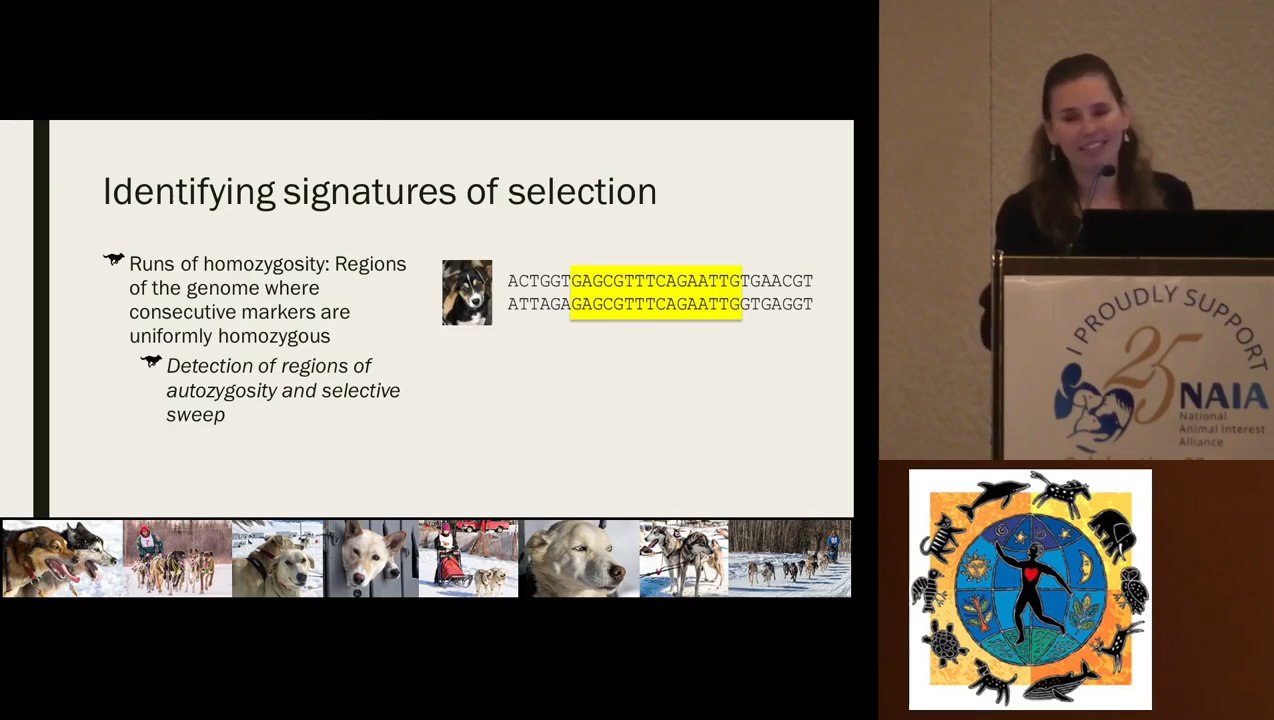 Identifying signatures of selection
Runs of homozygosity: Regions
of the genome where
consecutive markers are
uniformly homozygous
Detection of regions of
autozygosity and selective
sweep
ACTGGTGAGCGTTTCAGAATTGTGAACGT
ATTAGAGAGCGTTTCAGAATTGGTGAGGT
I PROUDLY SUPPORT
25
NAIA
National
Animal Interest
Alliance